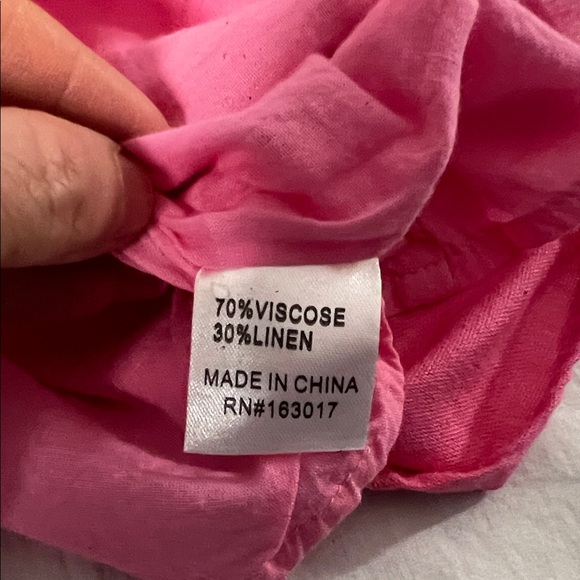 70%VISCOSE
30%LINEN
MADE IN CHINA
RN#163017